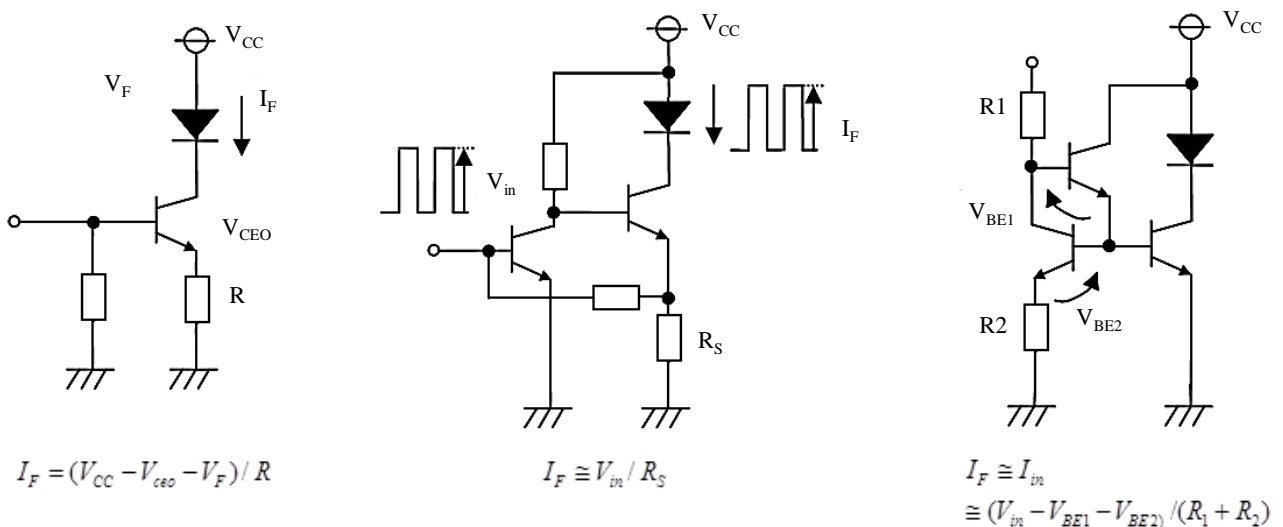 V_CC
V_F
I_F
V_CEO
R
I_F = (V_CC − V_ceo − V_F) / R
V_CC
I_F
V_in
R_S
I_F ≅ V_in / R_S
V_CC
R1
V_BE1
R2
V_BE2
I_F ≅ I_in
≅ (V_in − V_BE1 − V_BE2) / (R_1 + R_2)